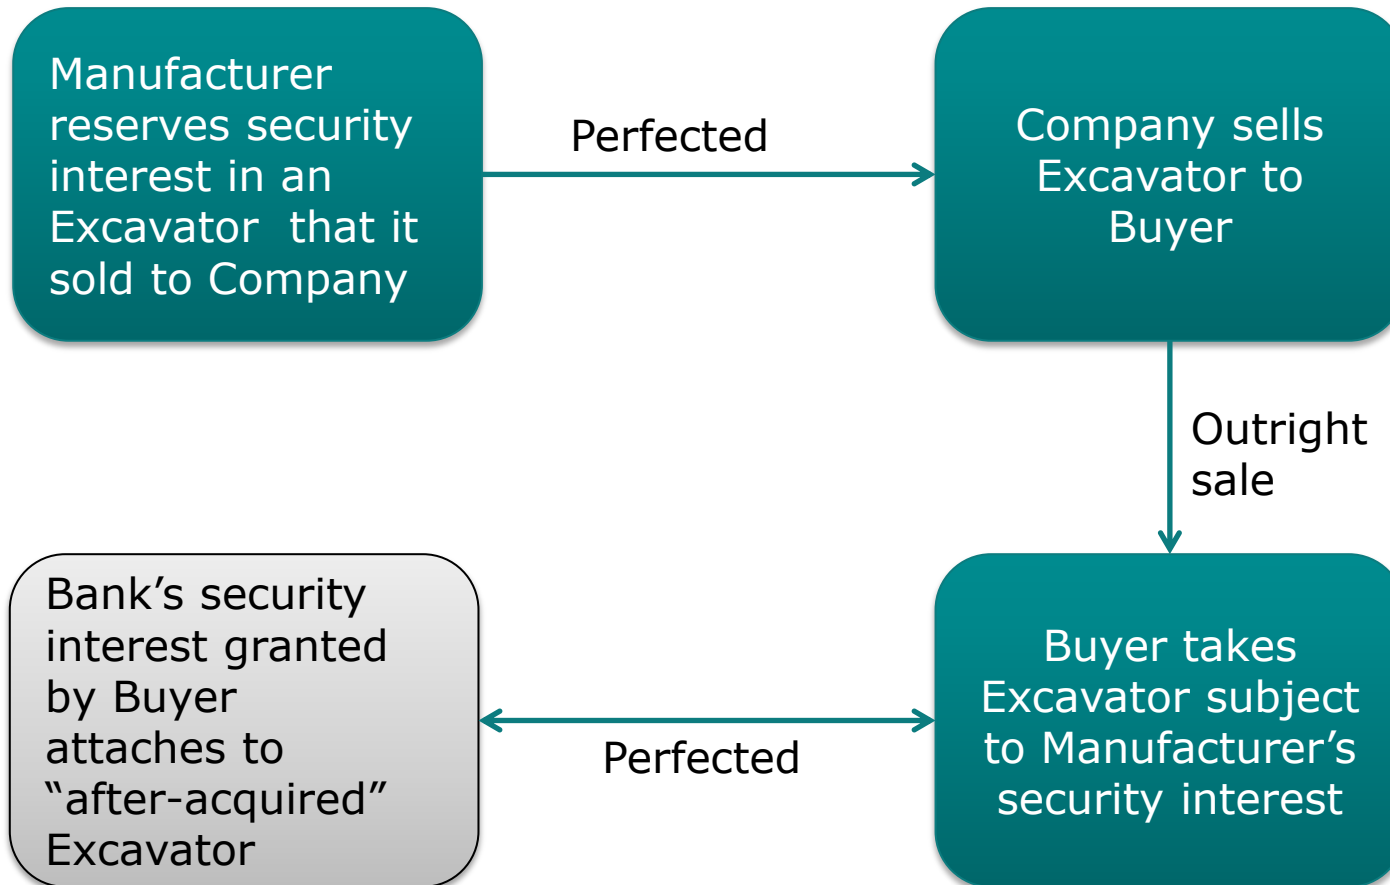 Manufacturer
reserves security
interest in an
Excavator that it
sold to Company
Perfected
Company sells
Excavator to
Buyer
Outright
sale
Buyer takes
Excavator subject
to Manufacturer’s
security interest
Perfected
Bank’s security
interest granted
by Buyer
attaches to
“after-acquired”
Excavator